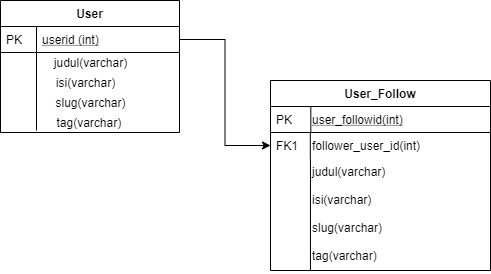 User
PK userid (int)
judul(varchar)
isi(varchar)
slug(varchar)
tag(varchar)
User_Follow
PK user_followid(int)
FK1 follower_user_id(int)
judul(varchar)
isi(varchar)
slug(varchar)
tag(varchar)